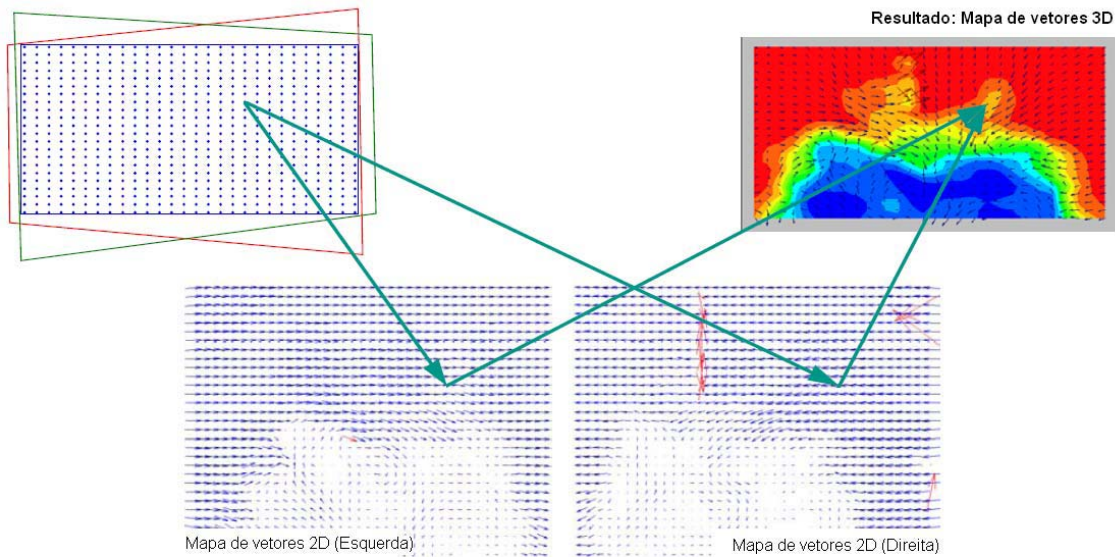 Resultado: Mapa de vetores 3D
Mapa de vetores 2D (Esquerda)
Mapa de vetores 2D (Direita)